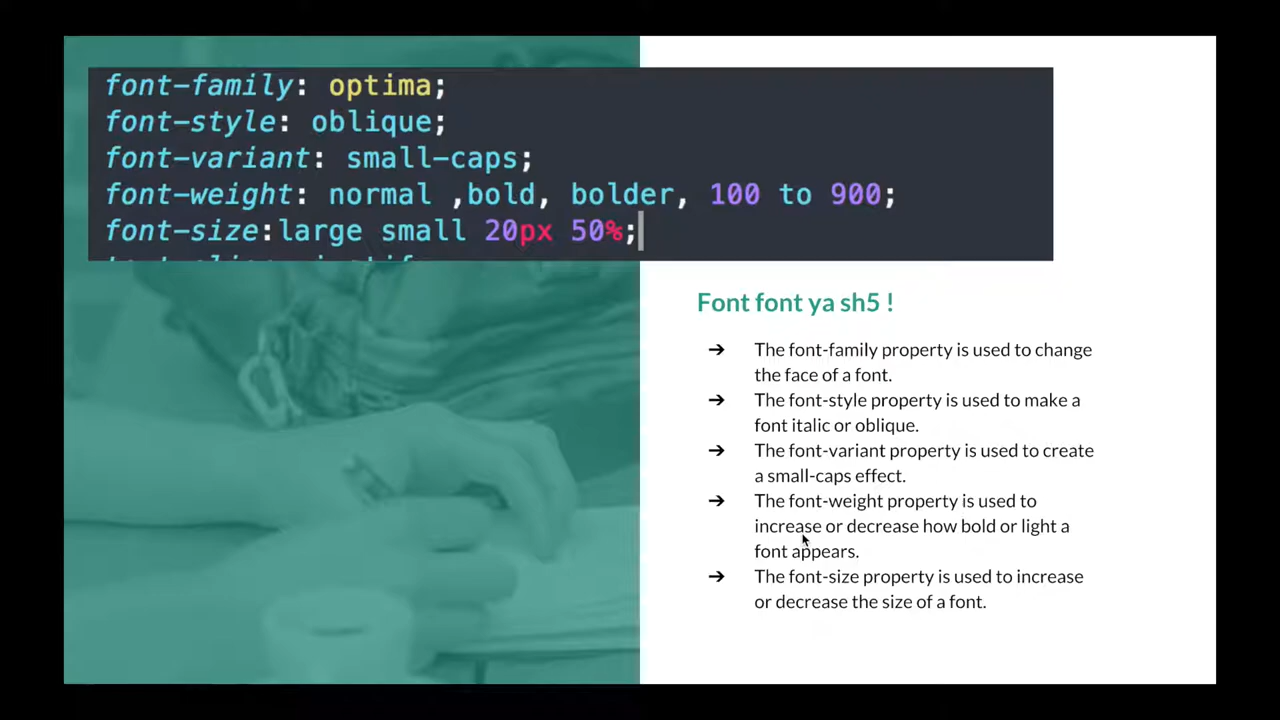 font-family: optima;
font-style: oblique;
font-variant: small-caps;
font-weight: normal ,bold, bolder, 100 to 900;
font-size:large small 20px 50%;
Font font ya sh5 !
➔ The font-family property is used to change
the face of a font.
➔ The font-style property is used to make a
font italic or oblique.
➔ The font-variant property is used to create
a small-caps effect.
➔ The font-weight property is used to
increase or decrease how bold or light a
font appears.
➔ The font-size property is used to increase
or decrease the size of a font.